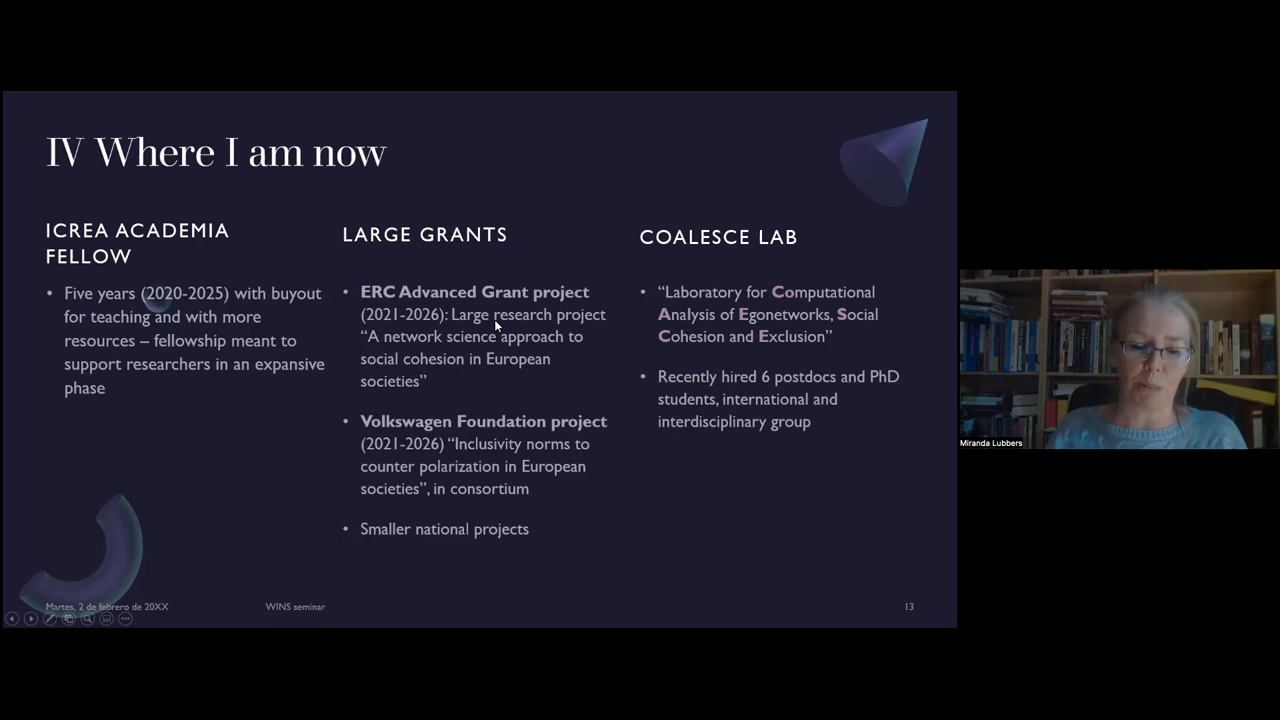 IV Where I am now
ICREA ACADEMIA
FELLOW
• Five years (2020-2025) with buyout
for teaching and with more
resources – fellowship meant to
support researchers in an expansive
phase
LARGE GRANTS
• ERC Advanced Grant project
(2021-2026): Large research project
“A network science approach to
social cohesion in European
societies”
• Volkswagen Foundation project
(2021-2026) “Inclusivity norms to
counter polarization in European
societies”, in consortium
• Smaller national projects
COALESCE LAB
• “Laboratory for Computational
Analysis of Egonetworks, Social
Cohesion and Exclusion”
• Recently hired 6 postdocs and PhD
students, international and
interdisciplinary group
Martes, 2 de febrero de 20XX
WINS seminar
13
Miranda Lubbers